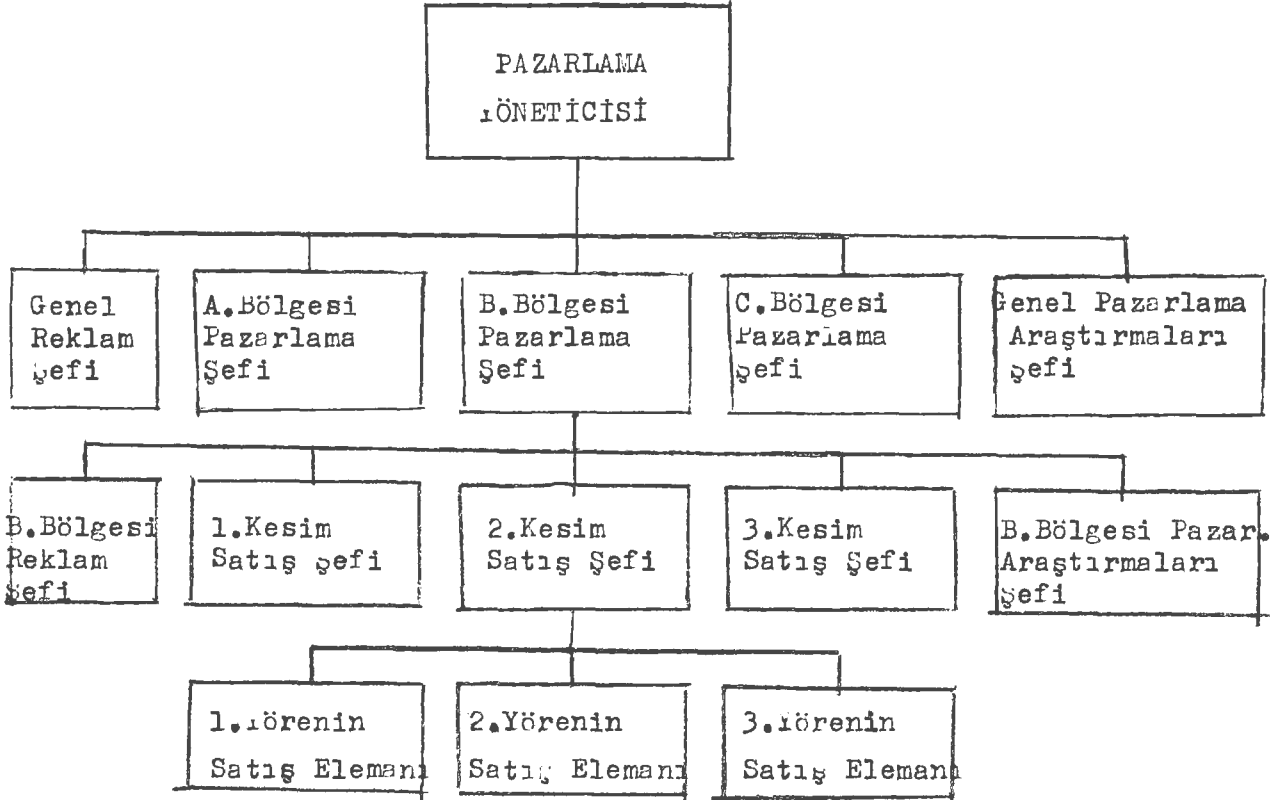 PAZARLAMA
YÖNETİCİSİ
Genel
Reklam
Şefi
A.Bölgesi
Pazarlama
Şefi
B.Bölgesi
Pazarlama
Şefi
C.Bölgesi
Pazarlama
Şefi
Genel Pazarlama
Araştırmaları
Şefi
B.Bölgesi
Reklam
Şefi
1.Kesim
Satış Şefi
2.Kesim
Satış Şefi
3.Kesim
Satış Şefi
B.Bölgesi Pazar.
Araştırmaları
Şefi
1.Yörenin
Satış Elemanı
2.Yörenin
Satış Elemanı
3.Yörenin
Satış Elemanı